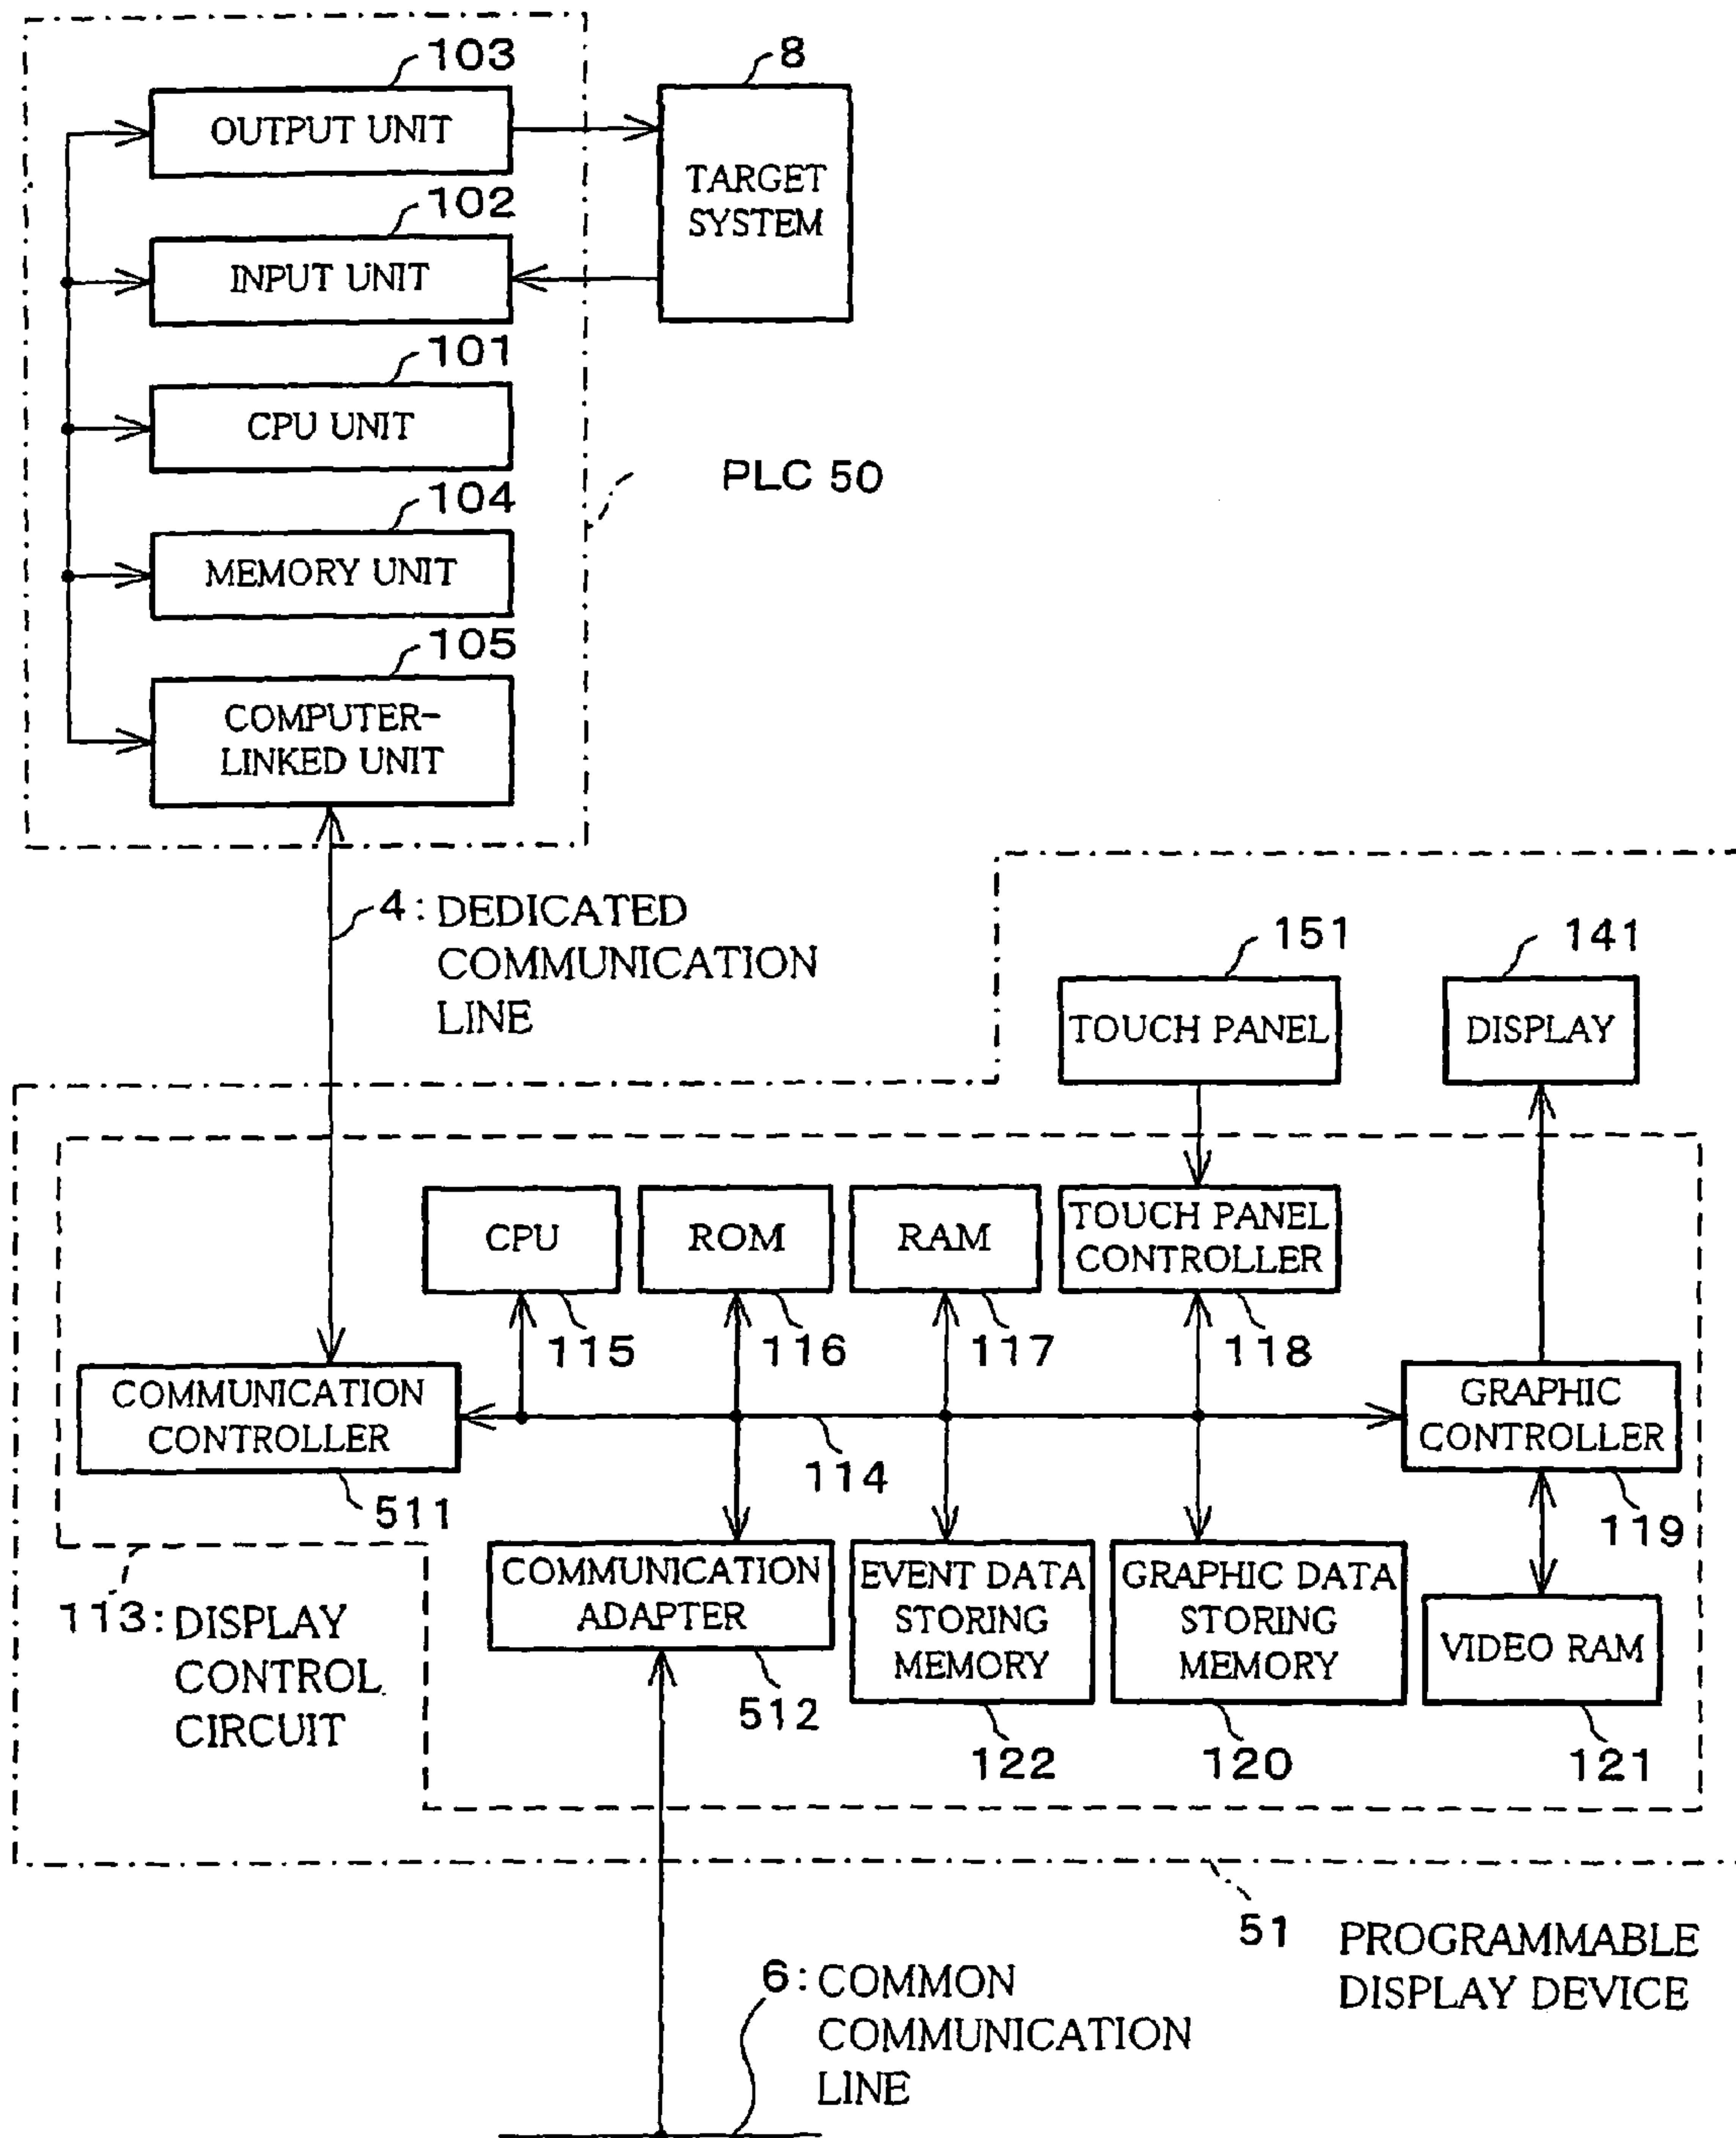 103
8
OUTPUT UNIT
TARGET
SYSTEM
102
INPUT UNIT
101
CPU UNIT
PLC 50
104
MEMORY UNIT
105
COMPUTER-
LINKED UNIT
4: DEDICATED
COMMUNICATION
LINE
151
141
TOUCH PANEL
DISPLAY
CPU
ROM
RAM
TOUCH PANEL
CONTROLLER
115
116
117
118
COMMUNICATION
CONTROLLER
GRAPHIC
CONTROLLER
114
511
119
COMMUNICATION
ADAPTER
EVENT DATA
STORING
MEMORY
GRAPHIC DATA
STORING
MEMORY
VIDEO RAM
113: DISPLAY
CONTROL
CIRCUIT
512
122
120
121
51 PROGRAMMABLE
DISPLAY DEVICE
6: COMMON
COMMUNICATION
LINE